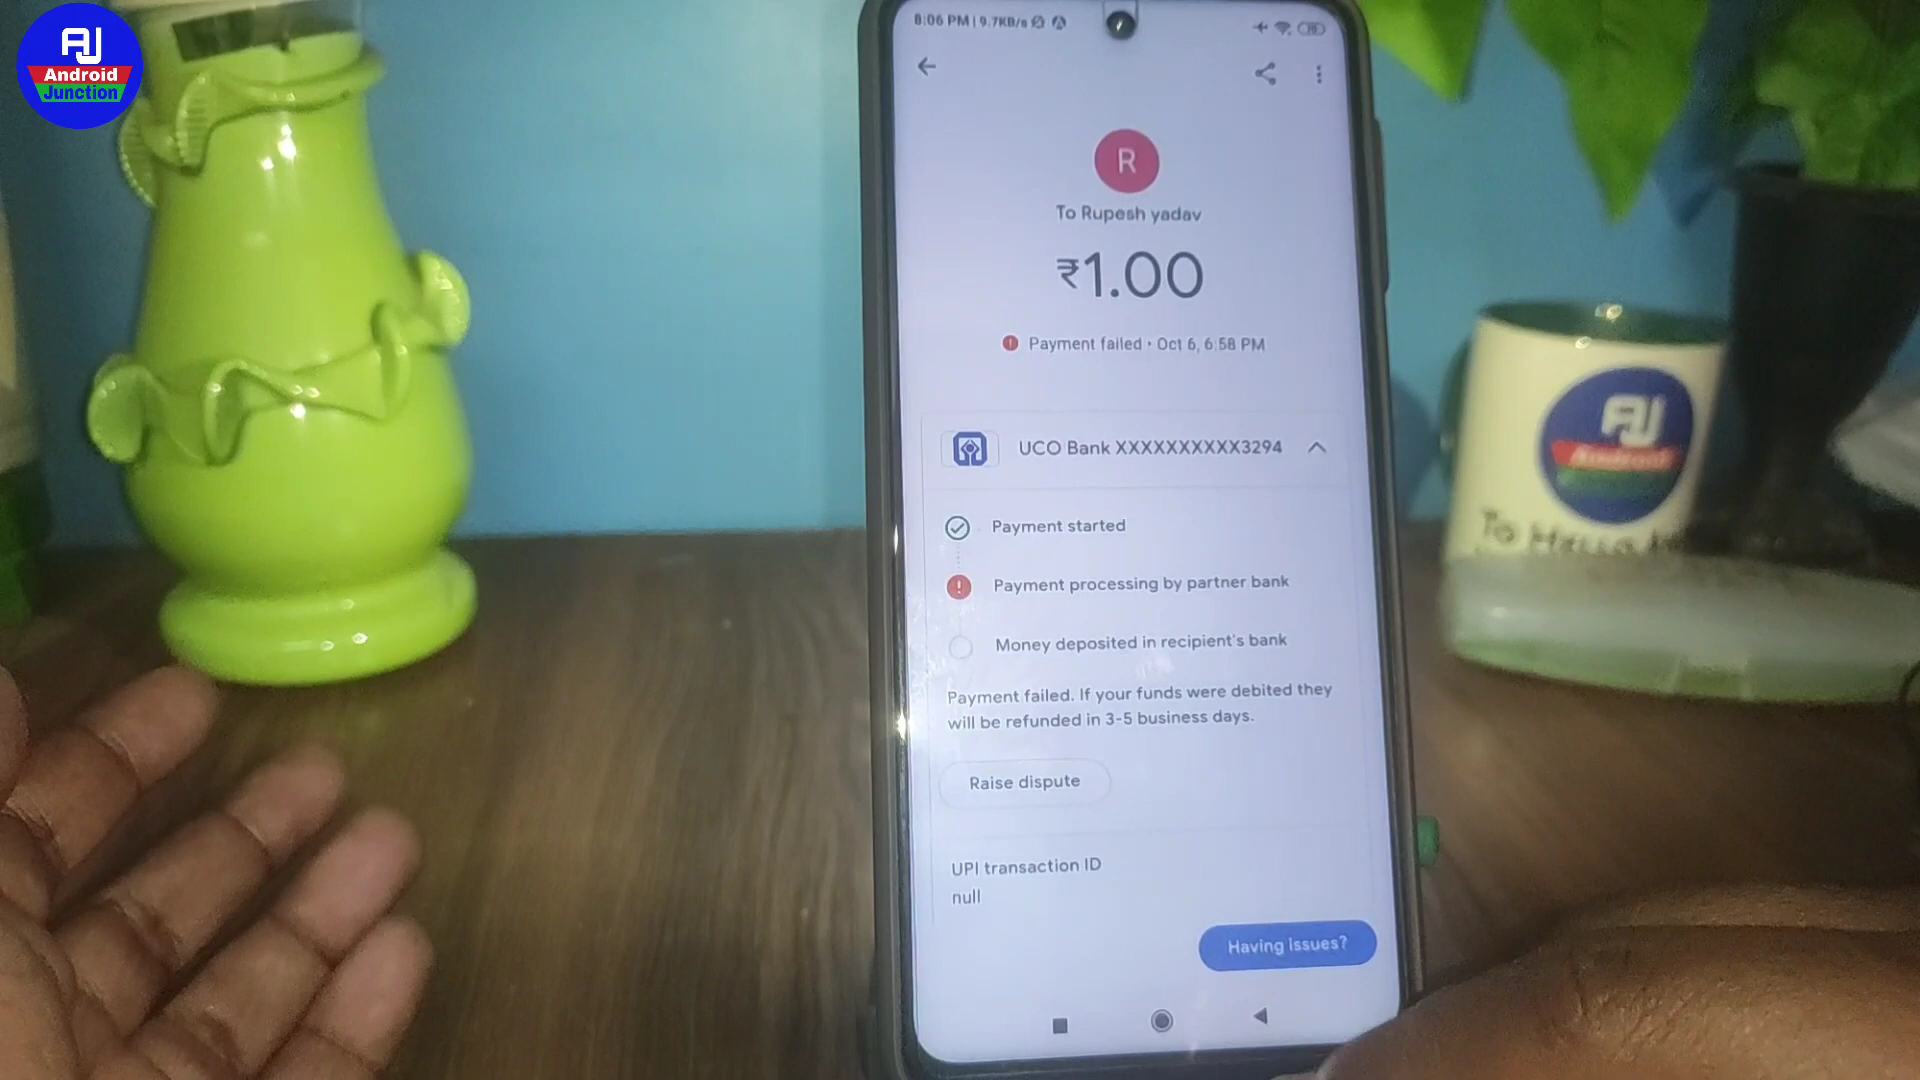 AJ
Android
Junction
8:06 PM | 9.7KB/s
R
To Rupesh yadav
₹1.00
Payment failed • Oct 6, 6:58 PM
UCO Bank XXXXXXXXXX3294
Payment started
Payment processing by partner bank
Money deposited in recipient's bank
Payment failed. If your funds were debited they
will be refunded in 3-5 business days.
Raise dispute
UPI transaction ID
null
Having issues?
AJ
Android
To